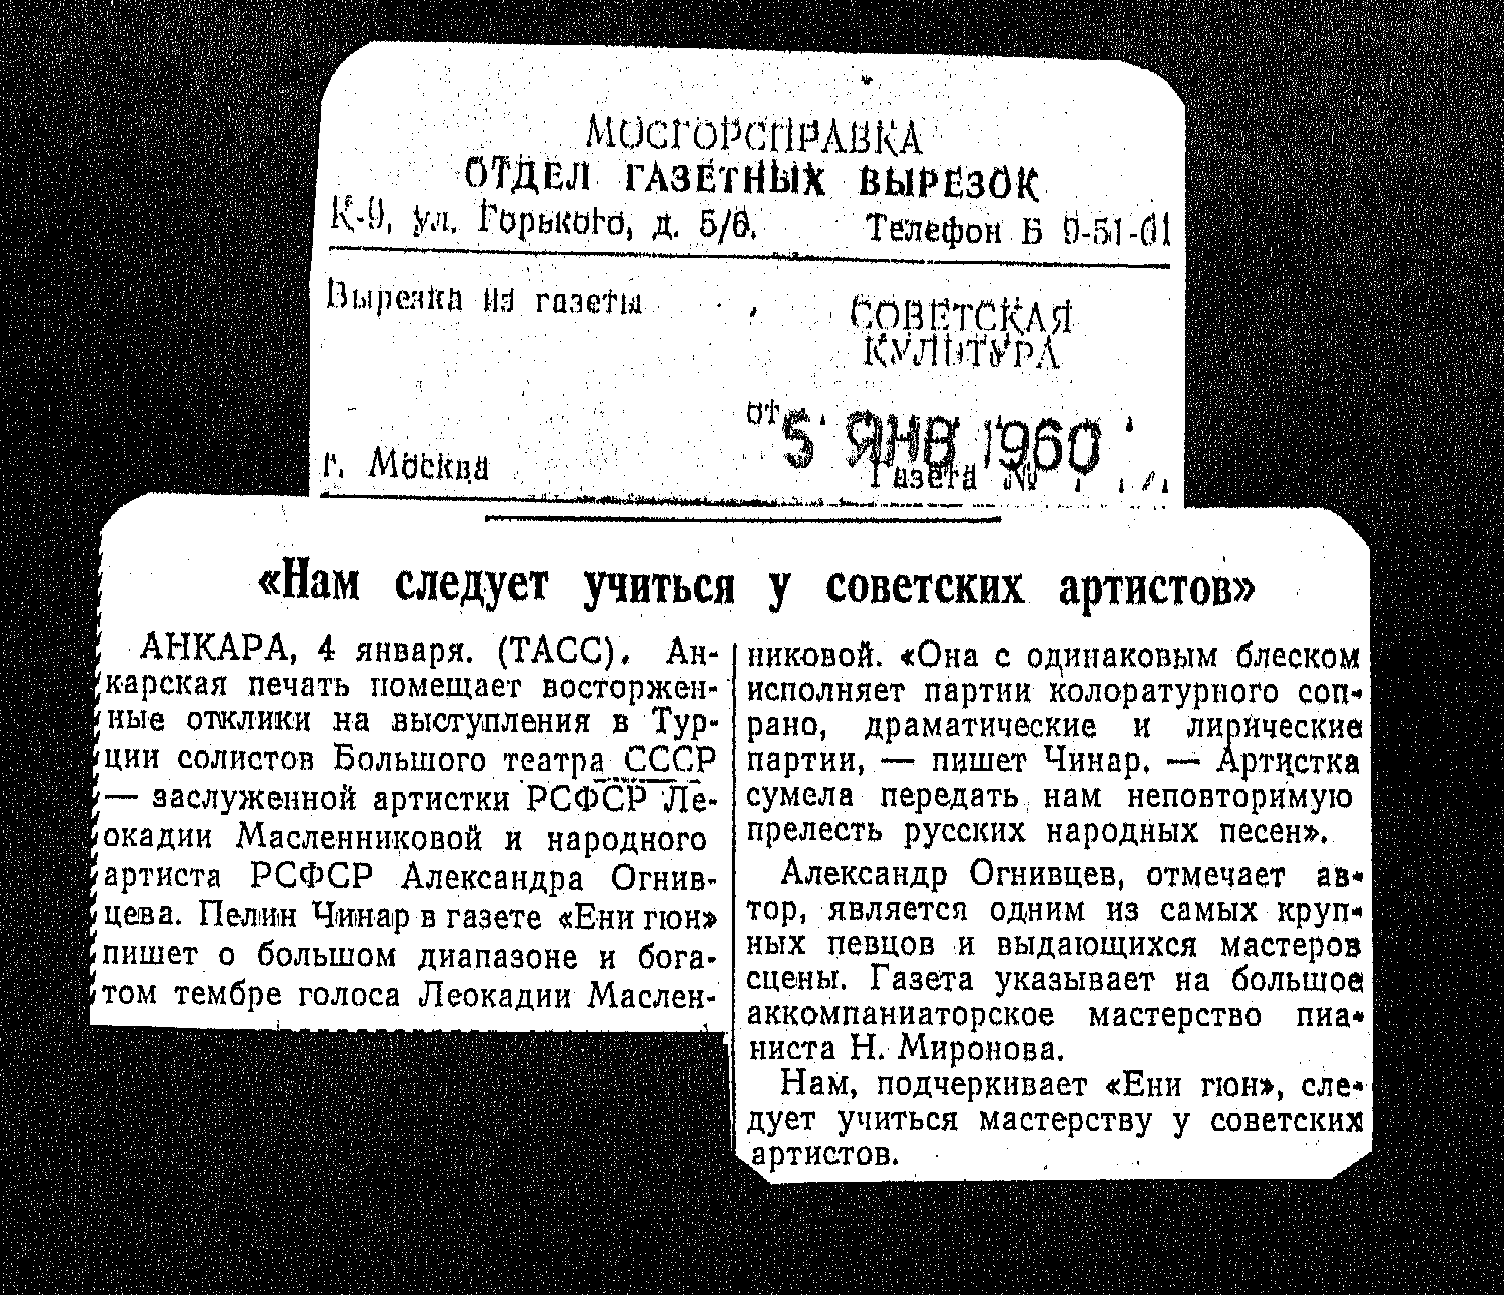 МОСГОРСПРАВКА
ОТДЕЛ ГАЗЕТНЫХ ВЫРЕЗОК
К-9, ул. Горького, д. 5/6. Телефон Б 9-51-61
Вырезка из газеты
СОВЕТСКАЯ
КУЛЬТУРА
от 5 ЯНВ 1960
г. Москва Газета №
«Нам следует учиться у советских артистов»
АНКАРА, 4 января. (ТАСС). Ан-
карская печать помещает восторжен-
ные отклики на выступления в Тур-
ции солистов Большого театра СССР
— заслуженной артистки РСФСР Ле-
окадии Масленниковой и народного
артиста РСФСР Александра Огнив-
цева. Пелин Чинар в газете «Ени гюн»
пишет о большом диапазоне и бога-
том тембре голоса Леокадии Маслен-
никовой. «Она с одинаковым блеском
исполняет партии колоратурного соп-
рано, драматические и лирические
партии, — пишет Чинар. — Артистка
сумела передать нам неповторимую
прелесть русских народных песен».
Александр Огнивцев, отмечает ав-
тор, является одним из самых круп-
ных певцов и выдающихся мастеров
сцены. Газета указывает на большое
аккомпаниаторское мастерство пиа-
ниста Н. Миронова.
Нам, подчеркивает «Ени гюн», сле-
дует учиться мастерству у советских
артистов.